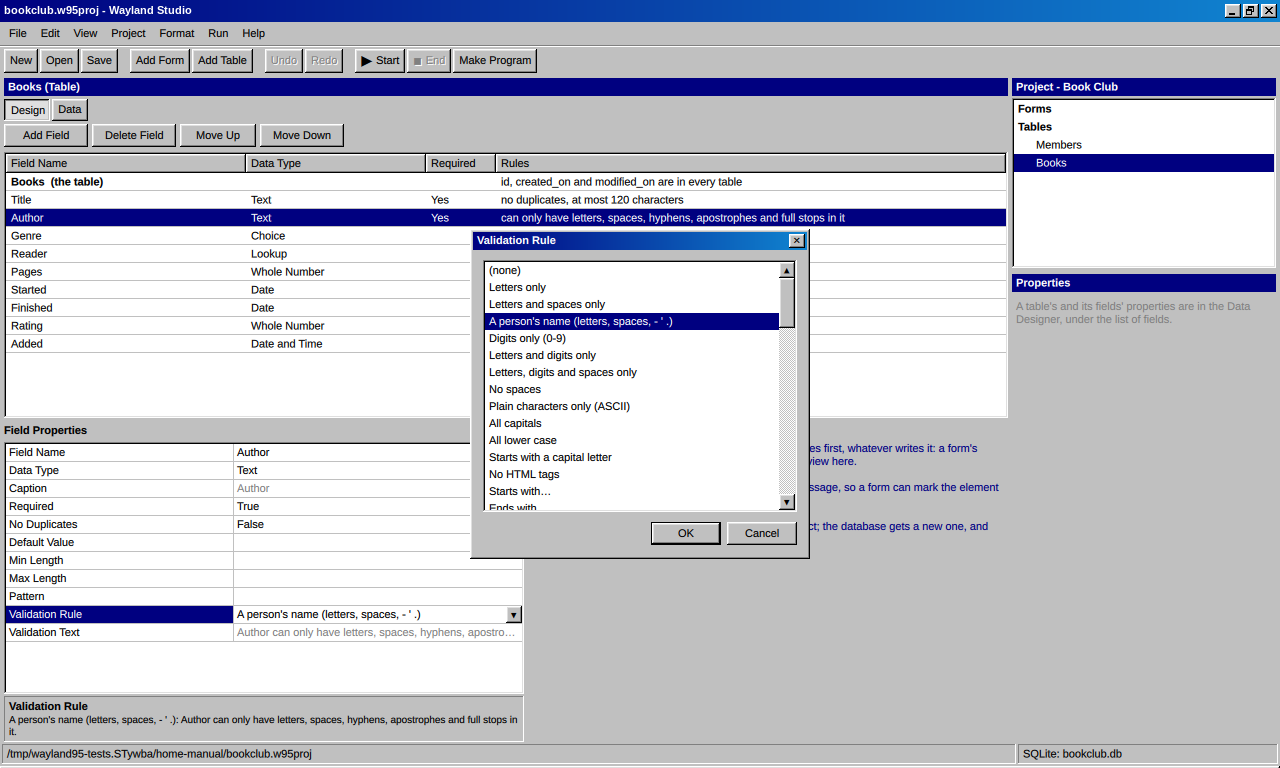 bookclub.w95proj - Wayland Studio
File Edit View Project Format Run Help
New Open Save Add Form Add Table Undo Redo Start End Make Program
Books (Table)
Design Data
Add Field Delete Field Move Up Move Down
Field Name Data Type Required Rules
Books (the table) id, created_on and modified_on are in every table
Title Text Yes no duplicates, at most 120 characters
Author Text Yes can only have letters, spaces, hyphens, apostrophes and full stops in it
Genre Choice
Reader Lookup
Pages Whole Number
Started Date
Finished Date
Rating Whole Number
Added Date and Time
Validation Rule
(none)
Letters only
Letters and spaces only
A person's name (letters, spaces, - ' .)
Digits only (0-9)
Letters and digits only
Letters, digits and spaces only
No spaces
Plain characters only (ASCII)
All capitals
All lower case
Starts with a capital letter
No HTML tags
Starts with…
Ends with
OK Cancel
Field Properties
Field Name Author
Data Type Text
Caption Author
Required True
No Duplicates False
Default Value
Min Length
Max Length
Pattern
Validation Rule A person's name (letters, spaces, - ' .)
Validation Text Author can only have letters, spaces, hyphens, apostro…
Validation Rule
A person's name (letters, spaces, - ' .): Author can only have letters, spaces, hyphens, apostrophes and full stops in
it.
first, whatever writes it: a form's
view here.
so a form can mark the element
the database gets a new one, and
Project - Book Club
Forms
Tables
Members
Books
Properties
A table's and its fields' properties are in the Data
Designer, under the list of fields.
/tmp/wayland95-tests.STywba/home-manual/bookclub.w95proj SQLite: bookclub.db